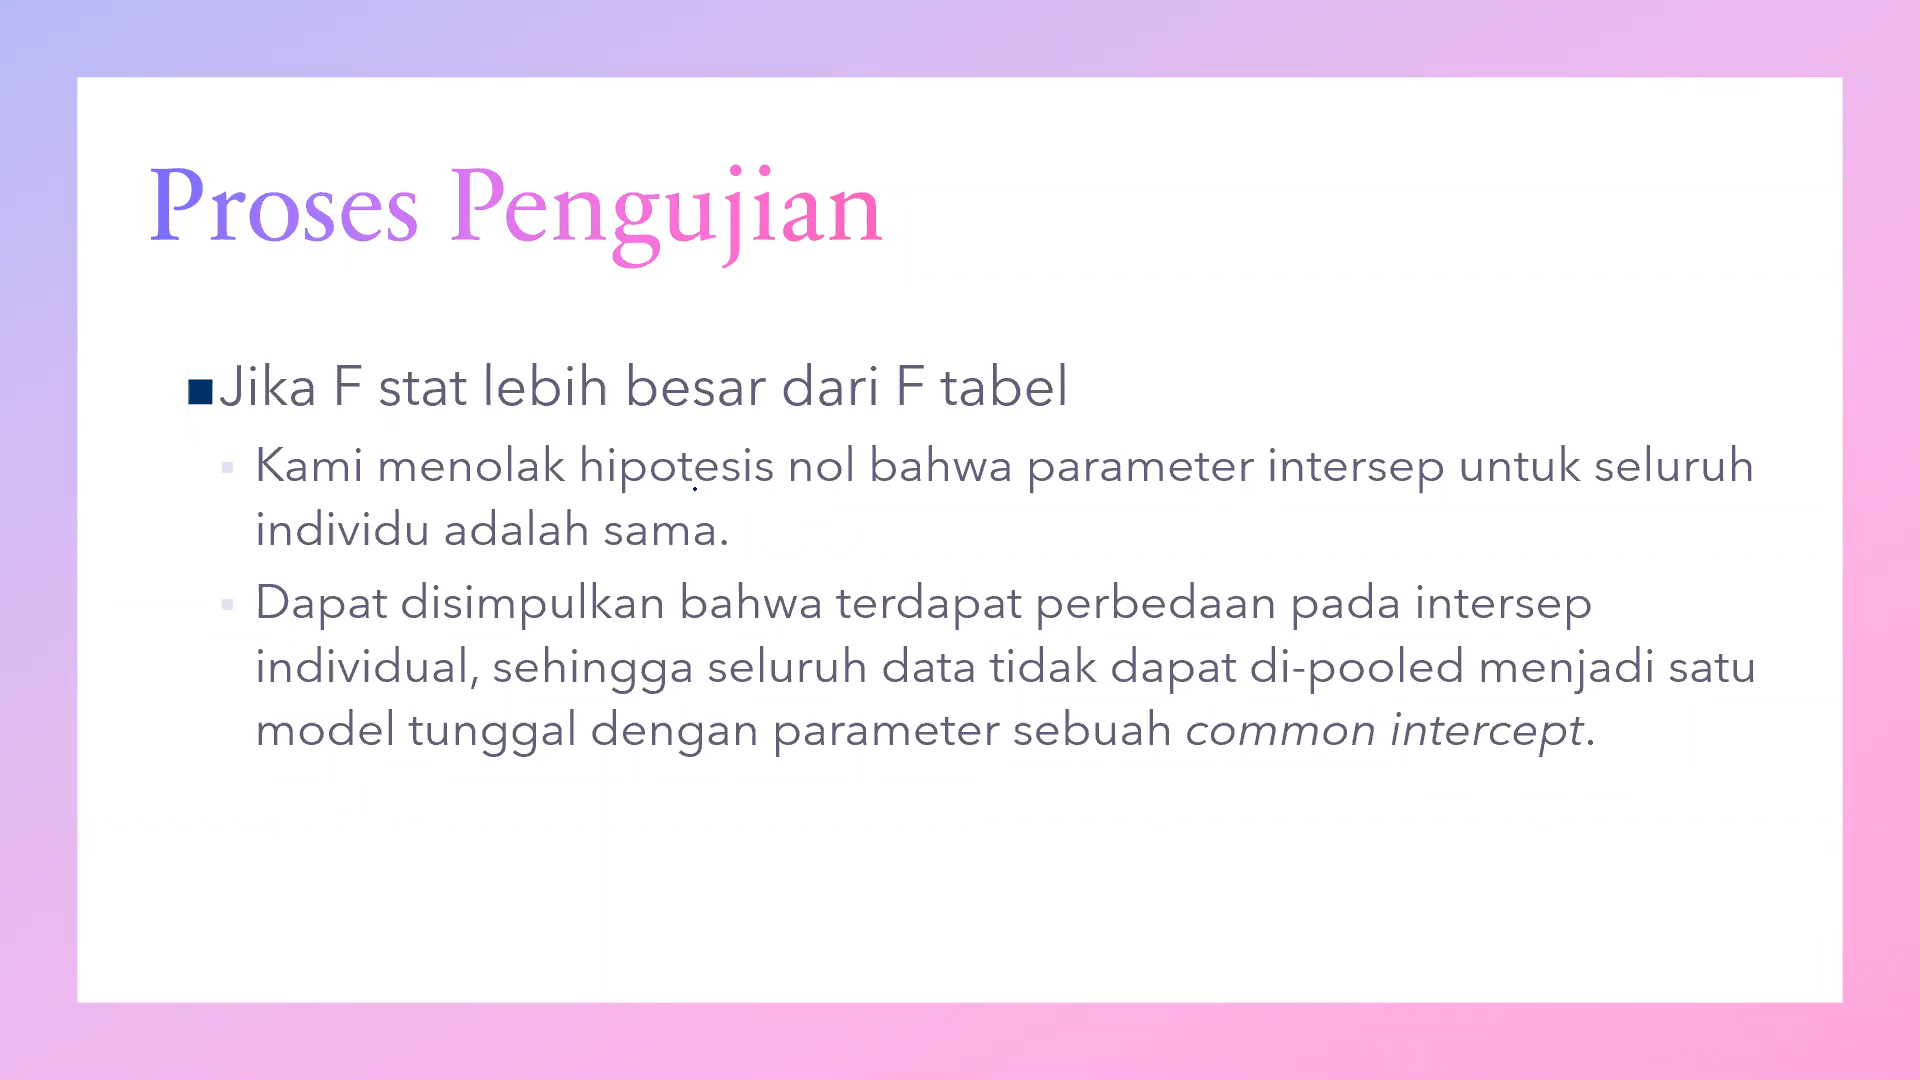 Proses Pengujian
Jika F stat lebih besar dari F tabel
Kami menolak hipotesis nol bahwa parameter intersep untuk seluruh
individu adalah sama.
Dapat disimpulkan bahwa terdapat perbedaan pada intersep
individual, sehingga seluruh data tidak dapat di-pooled menjadi satu
model tunggal dengan parameter sebuah common intercept.